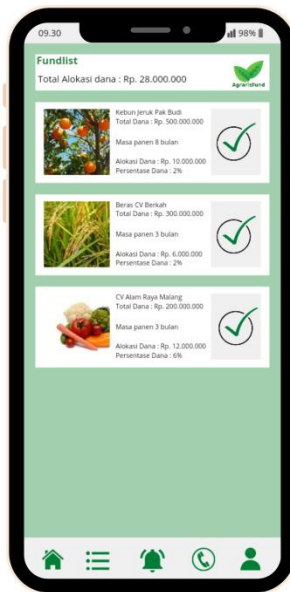 09.30
98%
Fundlist
Total Alokasi dana : Rp. 28.000.000
AgrarisFund
Kebun Jeruk Pak Budi
Total Dana : Rp. 500.000.000
Masa panen 8 bulan
Alokasi Dana : Rp. 10.000.000
Persentase Dana : 2%
Beras CV Berkah
Total Dana : Rp. 300.000.000
Masa panen 3 bulan
Alokasi Dana : Rp. 6.000.000
Persentase Dana : 2%
CV Alam Raya Malang
Total Dana : Rp. 200.000.000
Masa panen 3 bulan
Alokasi Dana : Rp. 12.000.000
Persentase Dana : 6%